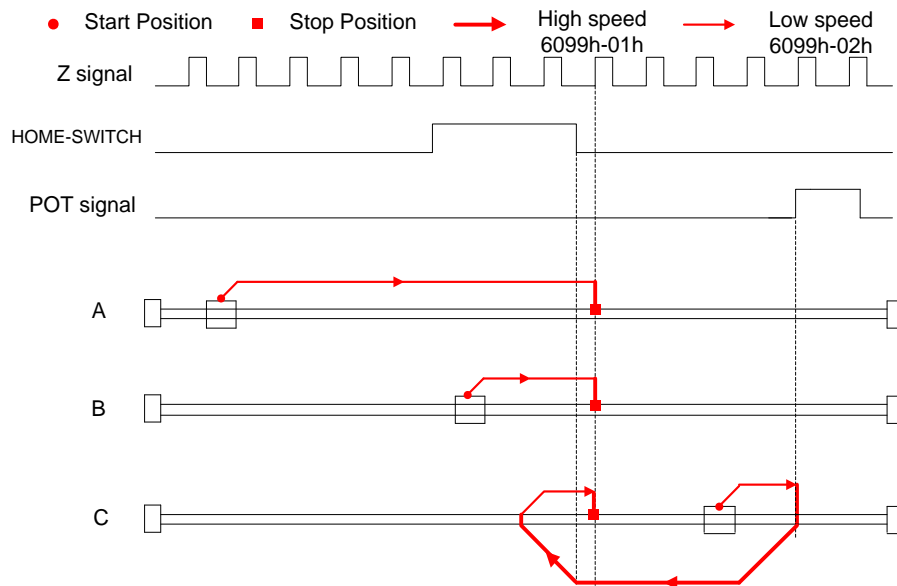 Start Position
Stop Position
High speed
6099h-01h
Low speed
6099h-02h
Z signal
HOME-SWITCH
POT signal
A
B
C